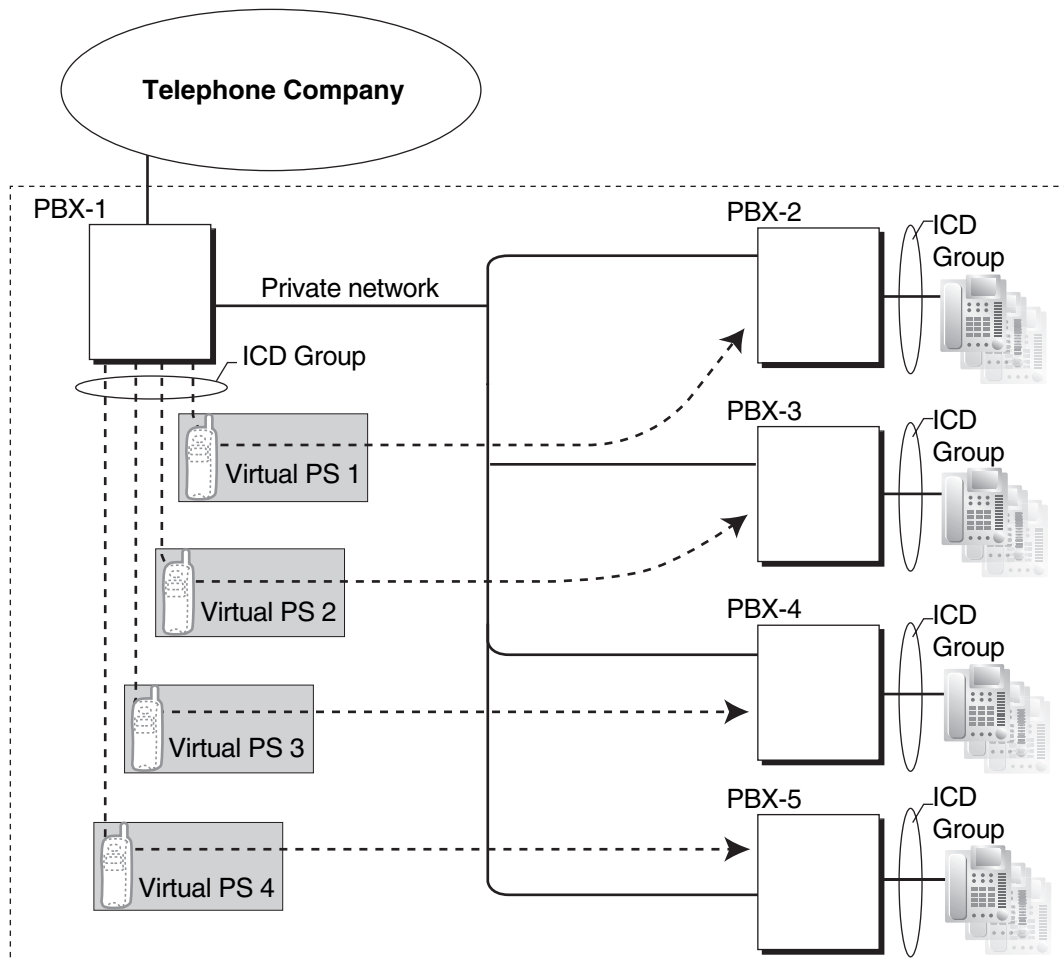 Telephone Company
PBX-1
Private network
ICD Group
Virtual PS 1
Virtual PS 2
Virtual PS 3
Virtual PS 4
PBX-2
ICD
Group
PBX-3
ICD
Group
PBX-4
ICD
Group
PBX-5
ICD
Group